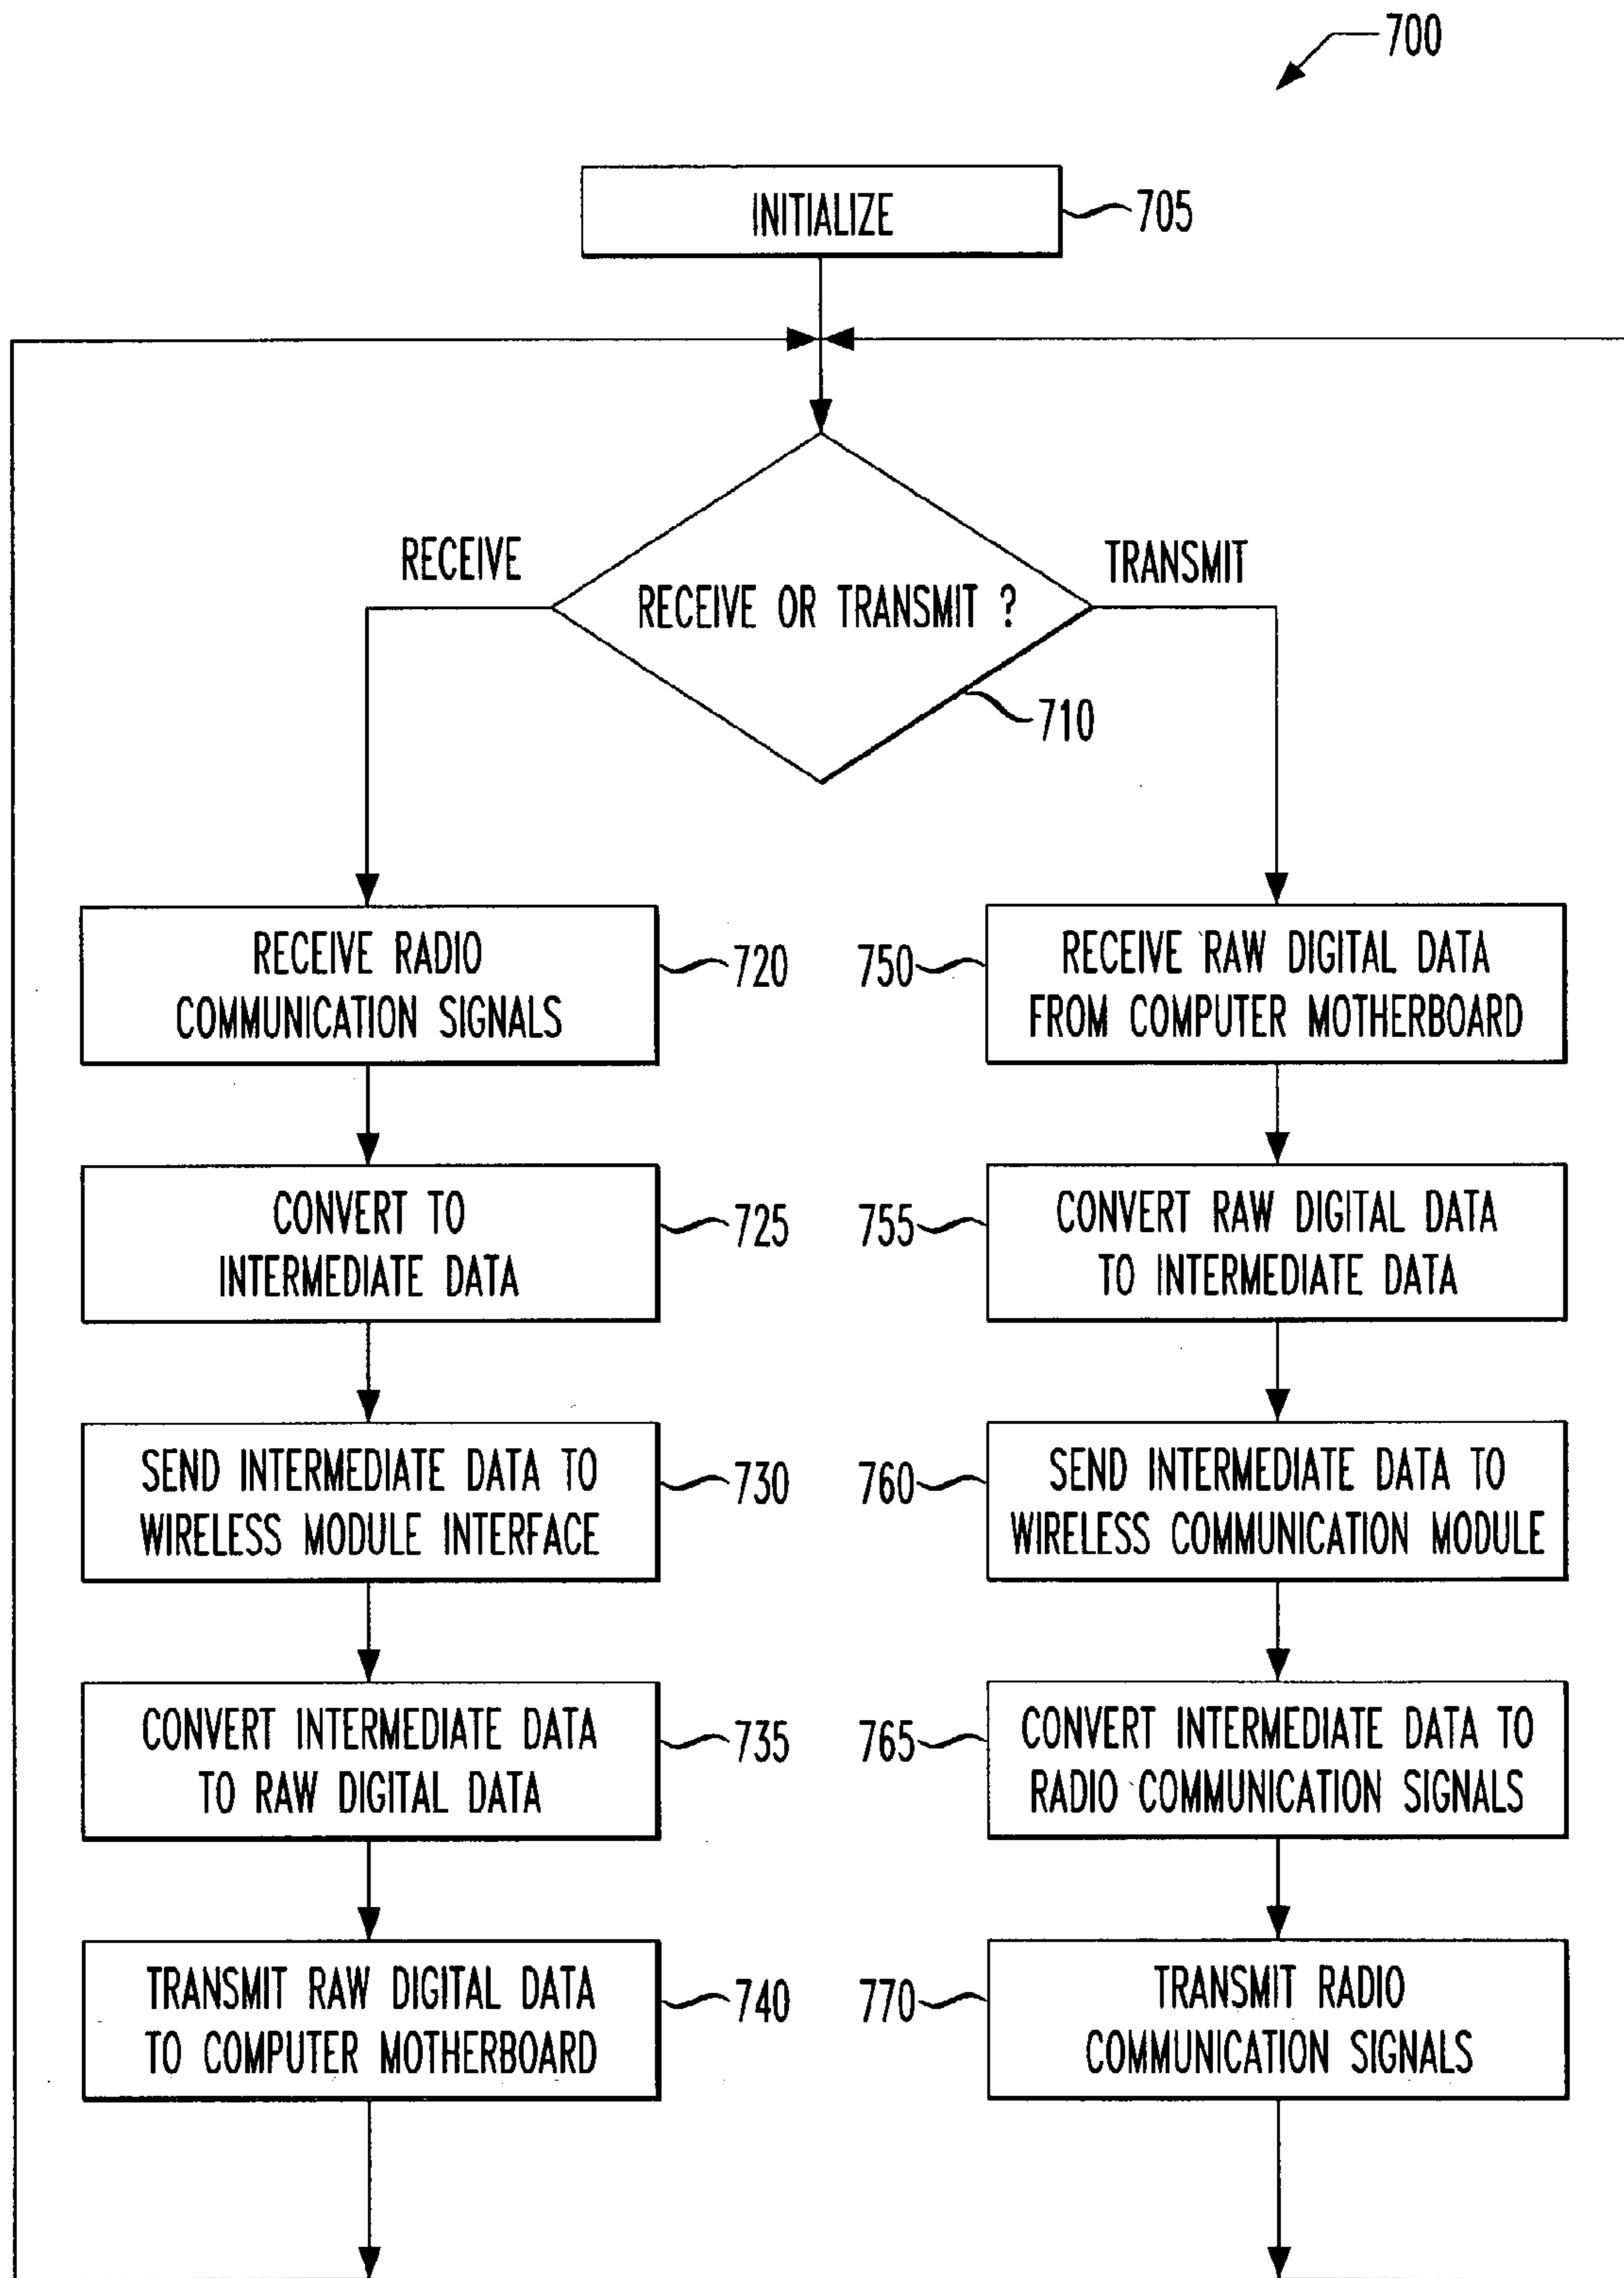 700
INITIALIZE
705
RECEIVE
TRANSMIT
RECEIVE OR TRANSMIT ?
710
RECEIVE RADIO
COMMUNICATION SIGNALS
720
CONVERT TO
INTERMEDIATE DATA
725
SEND INTERMEDIATE DATA TO
WIRELESS MODULE INTERFACE
730
CONVERT INTERMEDIATE DATA
TO RAW DIGITAL DATA
735
TRANSMIT RAW DIGITAL DATA
TO COMPUTER MOTHERBOARD
740
750
RECEIVE RAW DIGITAL DATA
FROM COMPUTER MOTHERBOARD
755
CONVERT RAW DIGITAL DATA
TO INTERMEDIATE DATA
760
SEND INTERMEDIATE DATA TO
WIRELESS COMMUNICATION MODULE
765
CONVERT INTERMEDIATE DATA TO
RADIO COMMUNICATION SIGNALS
770
TRANSMIT RADIO
COMMUNICATION SIGNALS